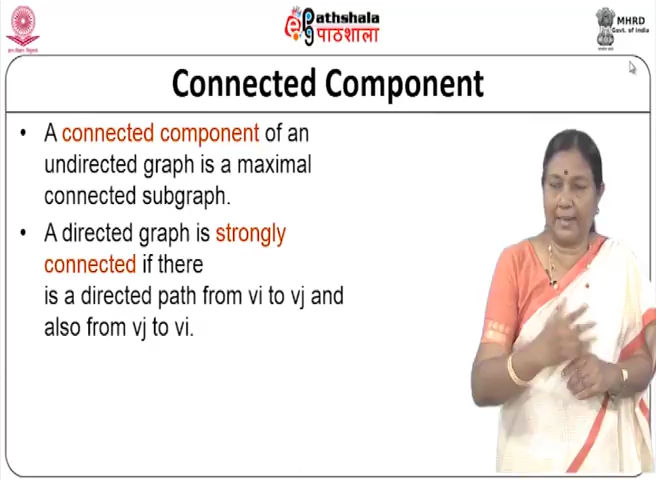 ePathshala
पाठशाला
MHRD
Govt. of India
Connected Component
• A connected component of an
undirected graph is a maximal
connected subgraph.
• A directed graph is strongly
connected if there
is a directed path from vi to vj and
also from vj to vi.